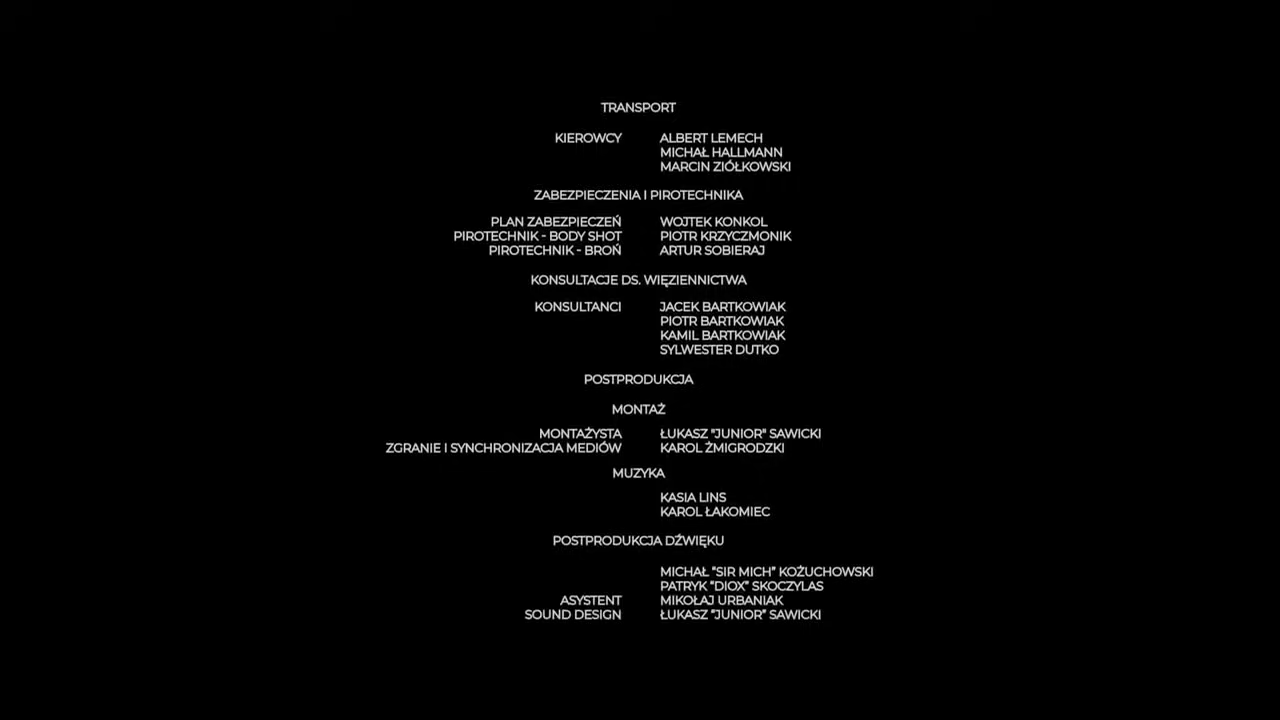 TRANSPORT
KIEROWCY ALBERT LEMECH
MICHAŁ HALLMANN
MARCIN ZIÓŁKOWSKI
ZABEZPIECZENIA I PIROTECHNIKA
PLAN ZABEZPIECZEŃ WOJTEK KONKOL
PIROTECHNIK - BODY SHOT PIOTR KRZYCZMONIK
PIROTECHNIK - BROŃ ARTUR SOBIERAJ
KONSULTACJE DS. WIĘZIENNICTWA
KONSULTANCI JACEK BARTKOWIAK
PIOTR BARTKOWIAK
KAMIL BARTKOWIAK
SYLWESTER DUTKO
POSTPRODUKCJA
MONTAŻ
MONTAŻYSTA ŁUKASZ "JUNIOR" SAWICKI
ZGRANIE I SYNCHRONIZACJA MEDIÓW KAROL ŻMIGRODZKI
MUZYKA
KASIA LINS
KAROL ŁAKOMIEC
POSTPRODUKCJA DŹWIĘKU
MICHAŁ "SIR MICH" KOŻUCHOWSKI
PATRYK "DIOX" SKOCZYLAS
ASYSTENT MIKOŁAJ URBANIAK
SOUND DESIGN ŁUKASZ "JUNIOR" SAWICKI